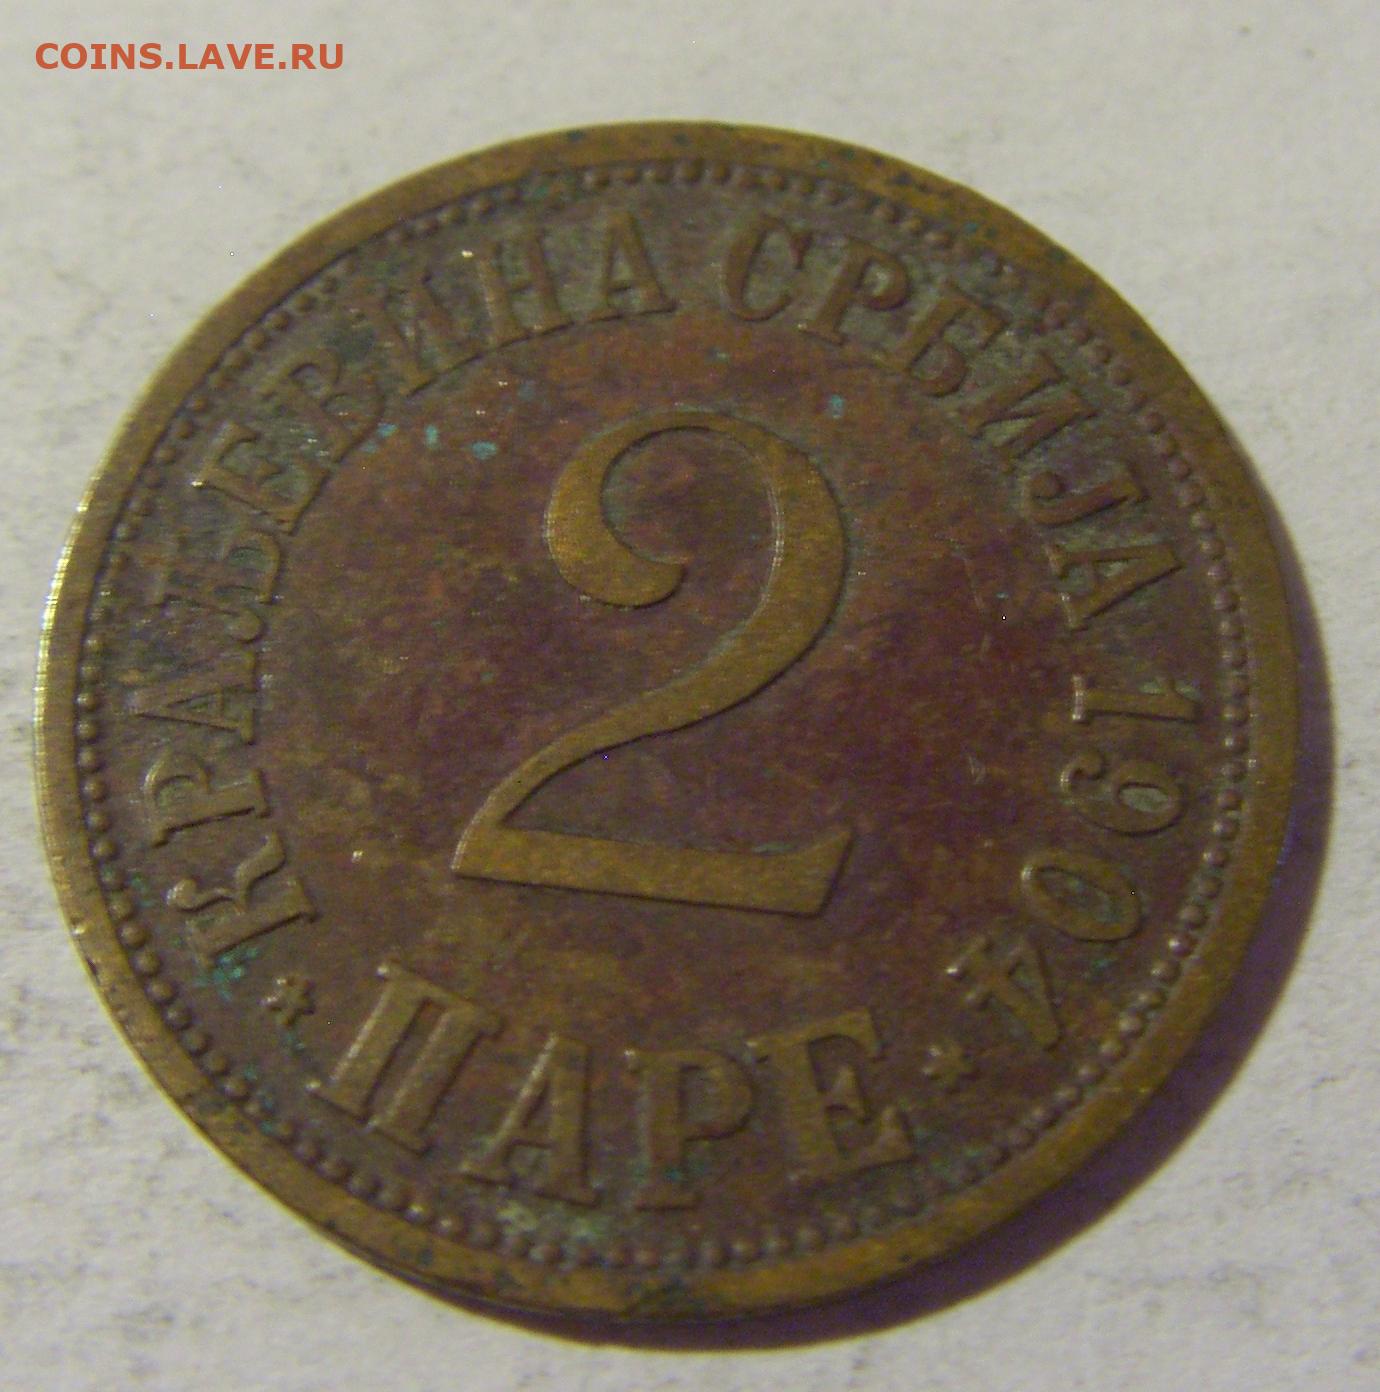 COINS.LAVE.RU
КРАЉЕВИНА СРБИЈА 1904
2
* ПАРЕ *